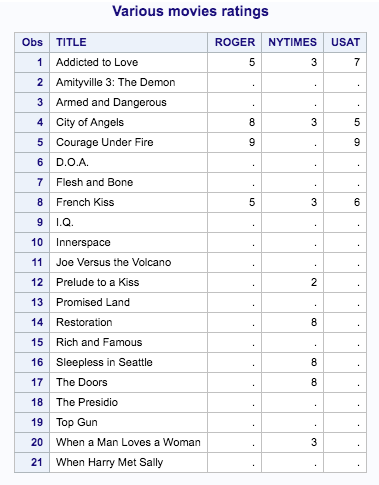 Various movies ratings
Obs TITLE ROGER NYTIMES USAT
1 Addicted to Love 5 3 7
2 Amityville 3: The Demon . . .
3 Armed and Dangerous . . .
4 City of Angels 8 3 5
5 Courage Under Fire 9 . 9
6 D.O.A. . . .
7 Flesh and Bone . . .
8 French Kiss 5 3 6
9 I.Q. . . .
10 Innerspace . . .
11 Joe Versus the Volcano . . .
12 Prelude to a Kiss . 2 .
13 Promised Land . . .
14 Restoration . 8 .
15 Rich and Famous . . .
16 Sleepless in Seattle . 8 .
17 The Doors . 8 .
18 The Presidio . . .
19 Top Gun . . .
20 When a Man Loves a Woman . 3 .
21 When Harry Met Sally . . .